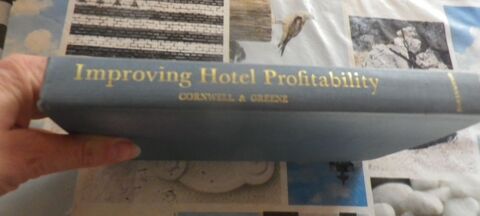 Improving Hotel Profitability
CORNWELL & GREENE